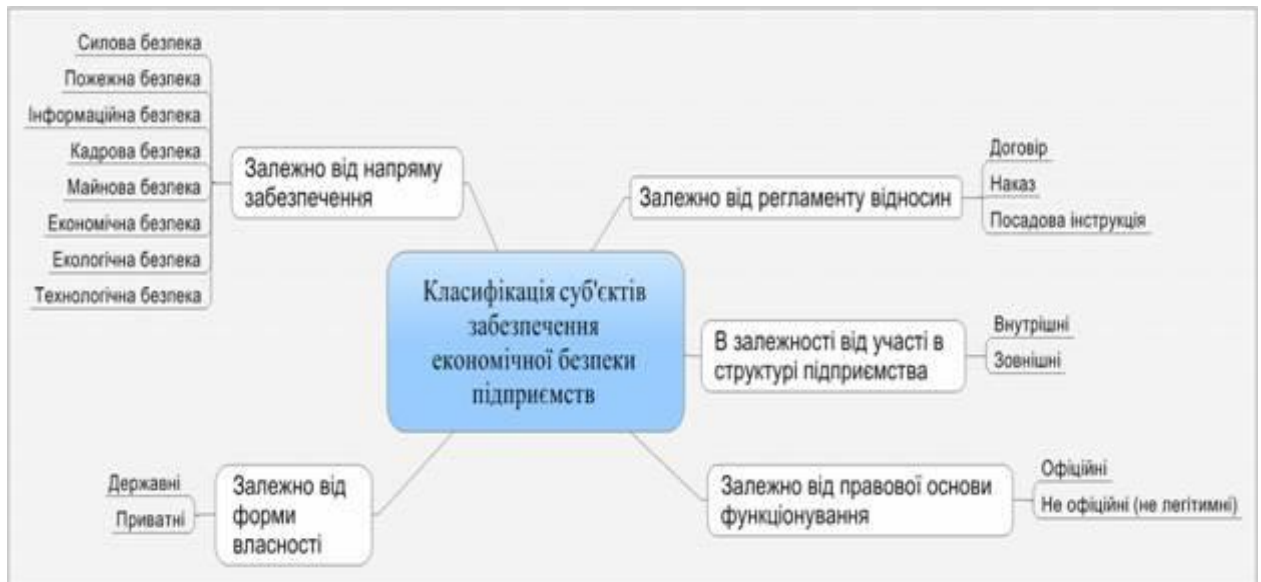 Силова безпека
Пожежна безпека
Інформаційна безпека
Кадрова безпека
Майнова безпека
Економічна безпека
Екологічна безпека
Технологічна безпека
Залежно від напряму
забезпечення
Залежно від регламенту відносин
Договір
Наказ
Посадова інструкція
Класифікація суб'єктів
забезпечення
економічної безпеки
підприємств
В залежності від участі в
структурі підприємства
Внутрішні
Зовнішні
Державні
Приватні
Залежно від
форми
власності
Залежно від правової основи
функціонування
Офіційні
Не офіційні (не легітимні)